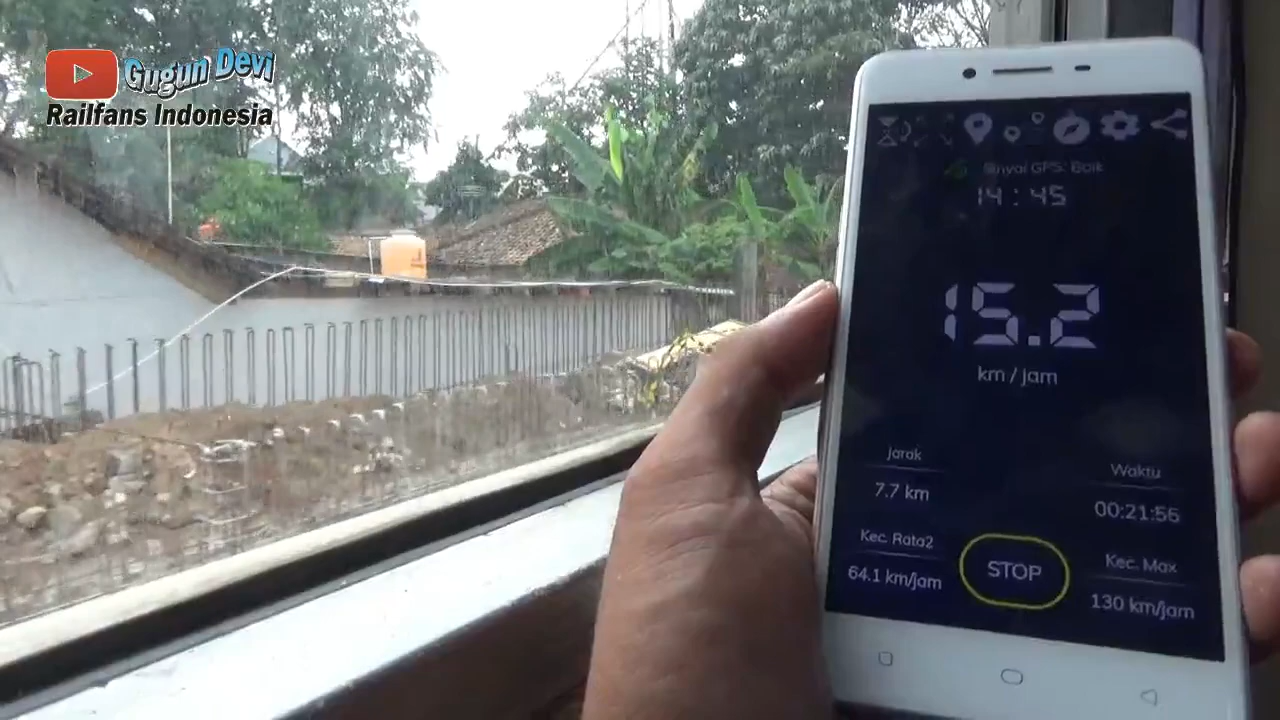 Gugun Devi
Railfans Indonesia
Sinyal GPS: Baik
14:45
15.2
km/jam
Jarak
7.7 km
Waktu
00:21:56
Kec. Rata2
64.1 km/jam
STOP
Kec. Max
130 km/jam